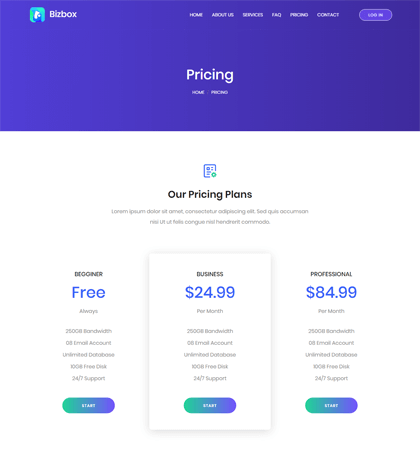 Bizbox
HOME ABOUT US SERVICES FAQ PRICING CONTACT LOG IN
Pricing
HOME / PRICING
Our Pricing Plans
Lorem ipsum dolor sit amet, consectetur adipiscing elit. Sed quis accumsan
nisi Ut ut felis congue nisl hendrerit commodo.
BEGGINER
Free
Always
250GB Bandwidth
08 Email Account
Unlimited Database
10GB Free Disk
24/7 Support
START
BUSINESS
$24.99
Per Month
250GB Bandwidth
08 Email Account
Unlimited Database
10GB Free Disk
24/7 Support
START
PROFESSIONAL
$84.99
Per Month
250GB Bandwidth
08 Email Account
Unlimited Database
10GB Free Disk
24/7 Support
START